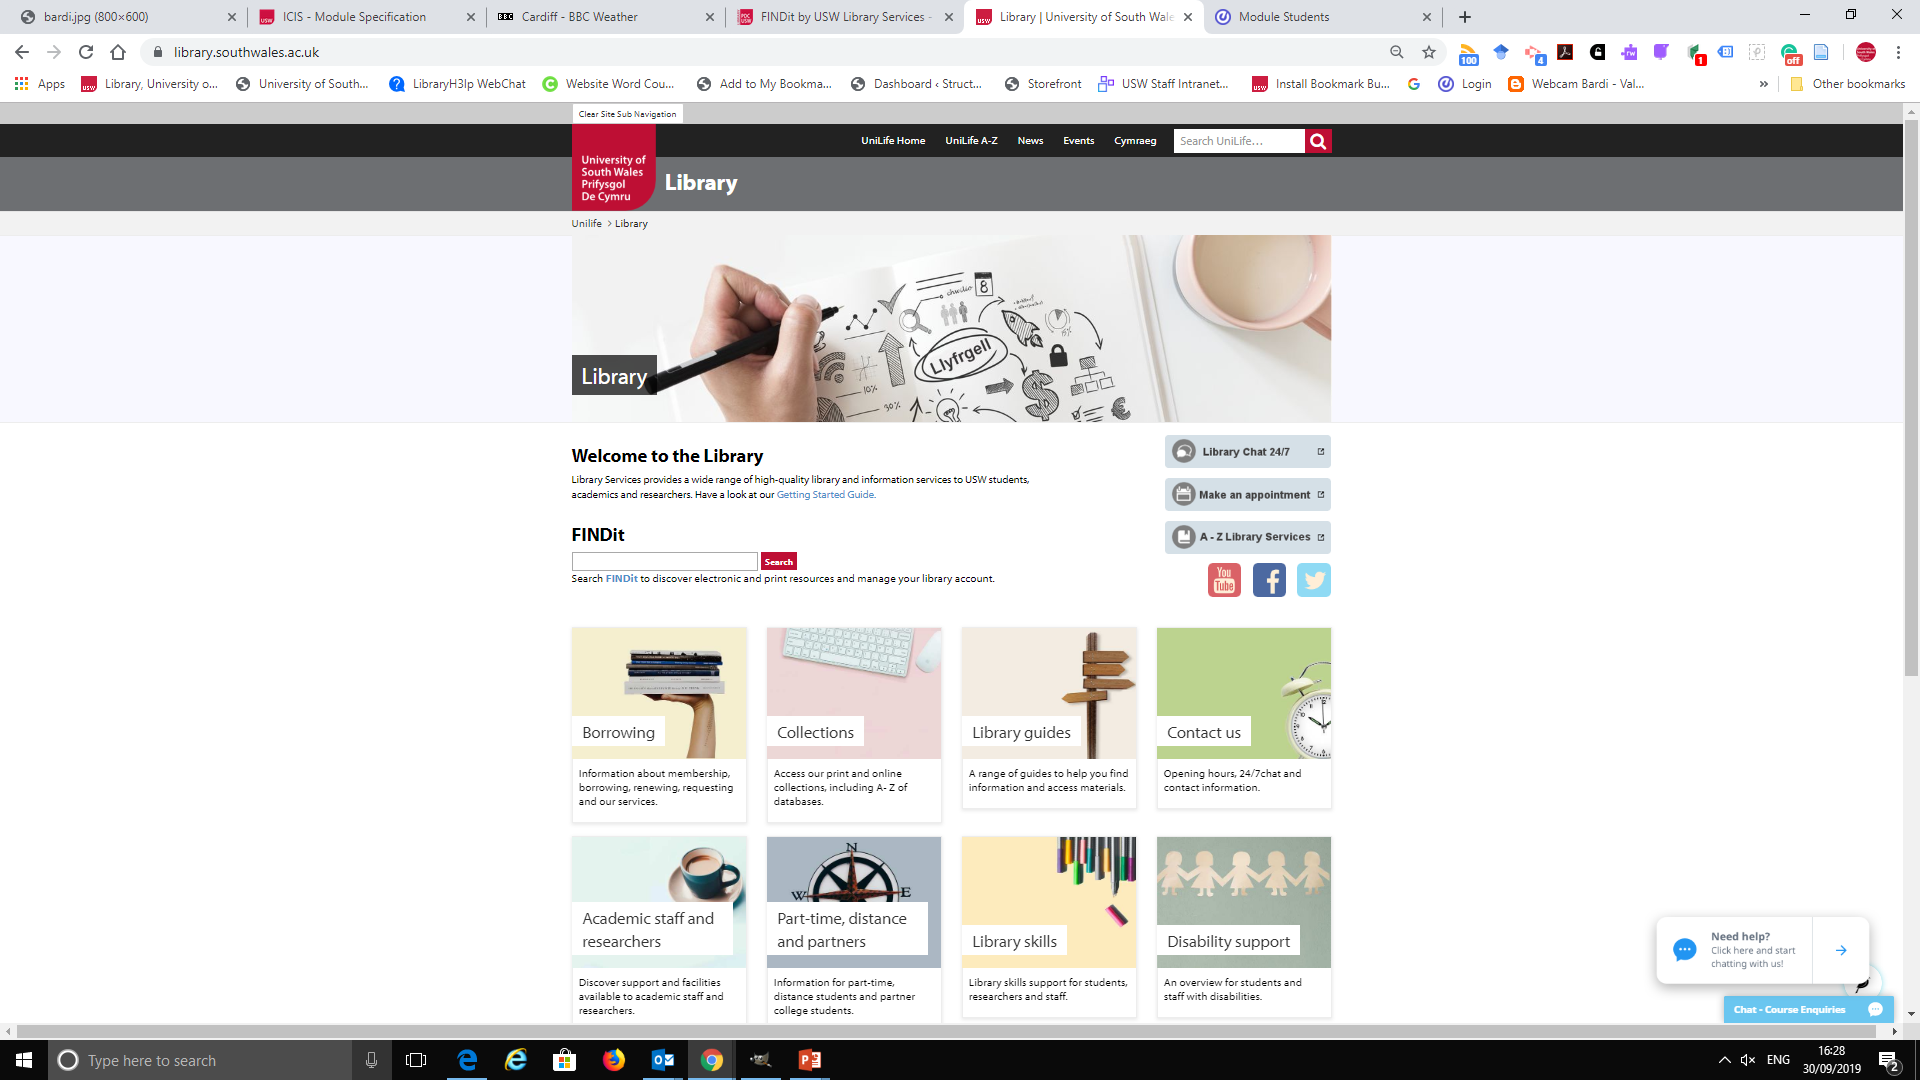 bardi.jpg (800×600)
ICIS - Module Specification
Cardiff - BBC Weather
FINDit by USW Library Services -
Library | University of South Wale
Module Students
library.southwales.ac.uk
Apps
Library, University o...
University of South...
LibraryH3lp WebChat
Website Word Cou...
Add to My Bookma...
Dashboard ‹ Struct...
Storefront
USW Staff Intranet...
Install Bookmark Bu...
Login
Webcam Bardi - Val...
Other bookmarks
Clear Site Sub Navigation
UniLife Home
UniLife A-Z
News
Events
Cymraeg
Search UniLife...
University of
South Wales
Prifysgol
De Cymru
Library
Unilife > Library
Llyfrgell
8
10%
30%
Library
Welcome to the Library
Library Services provides a wide range of high-quality library and information services to USW students,
academics and researchers. Have a look at our Getting Started Guide.
Library Chat 24/7
Make an appointment
A - Z Library Services
You
Tube
FINDit
Search
Search FINDit to discover electronic and print resources and manage your library account.
Borrowing
Information about membership,
borrowing, renewing, requesting
and our services.
Collections
Access our print and online
collections, including A- Z of
databases.
Library guides
A range of guides to help you find
information and access materials.
Contact us
Opening hours, 24/7chat and
contact information.
Academic staff and
researchers
Discover support and facilities
available to academic staff and
researchers.
N
W
E
Part-time, distance
and partners
Information for part-time,
distance students and partner
college students.
Library skills
Library skills support for students,
researchers and staff.
Disability support
An overview for students and
staff with disabilities.
Need help?
Click here and start
chatting with us!
Chat - Course Enquiries
Type here to search
ENG
16:28
30/09/2019
2